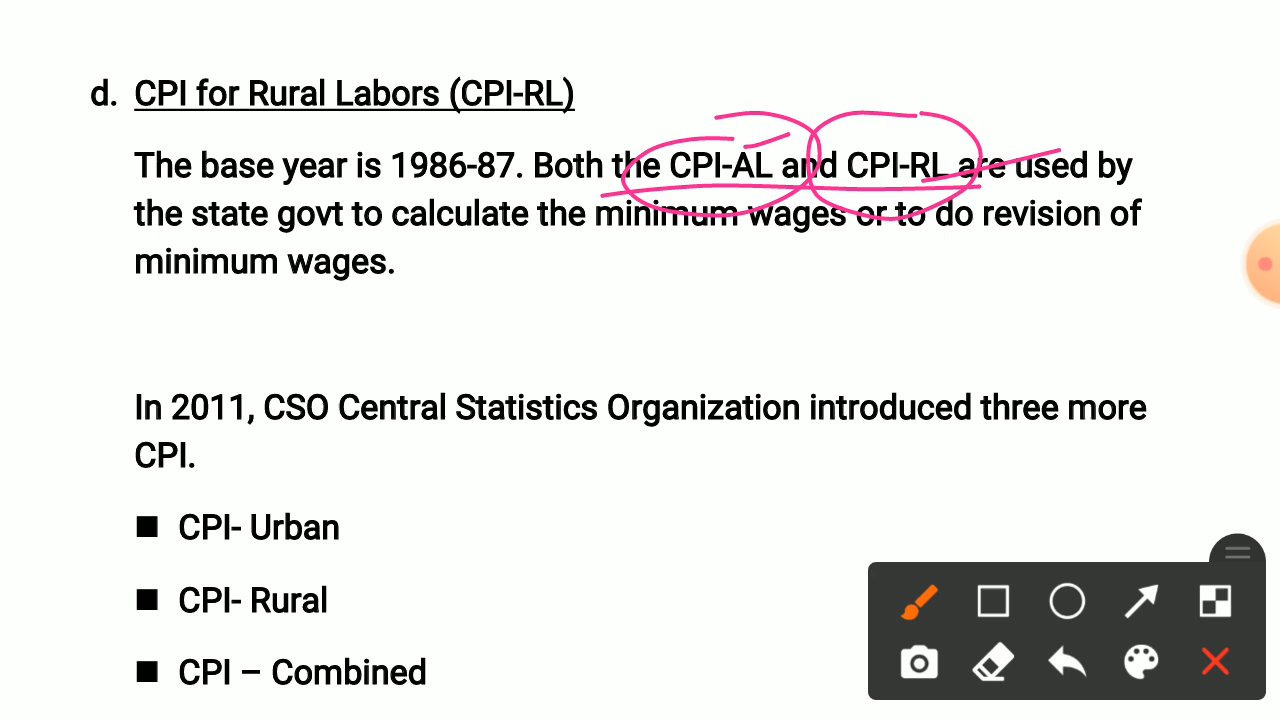 d. CPI for Rural Labors (CPI-RL)
The base year is 1986-87. Both the CPI-AL and CPI-RL are used by
the state govt to calculate the minimum wages or to do revision of
minimum wages.
In 2011, CSO Central Statistics Organization introduced three more
CPI.
■ CPI- Urban
■ CPI- Rural
■ CPI – Combined